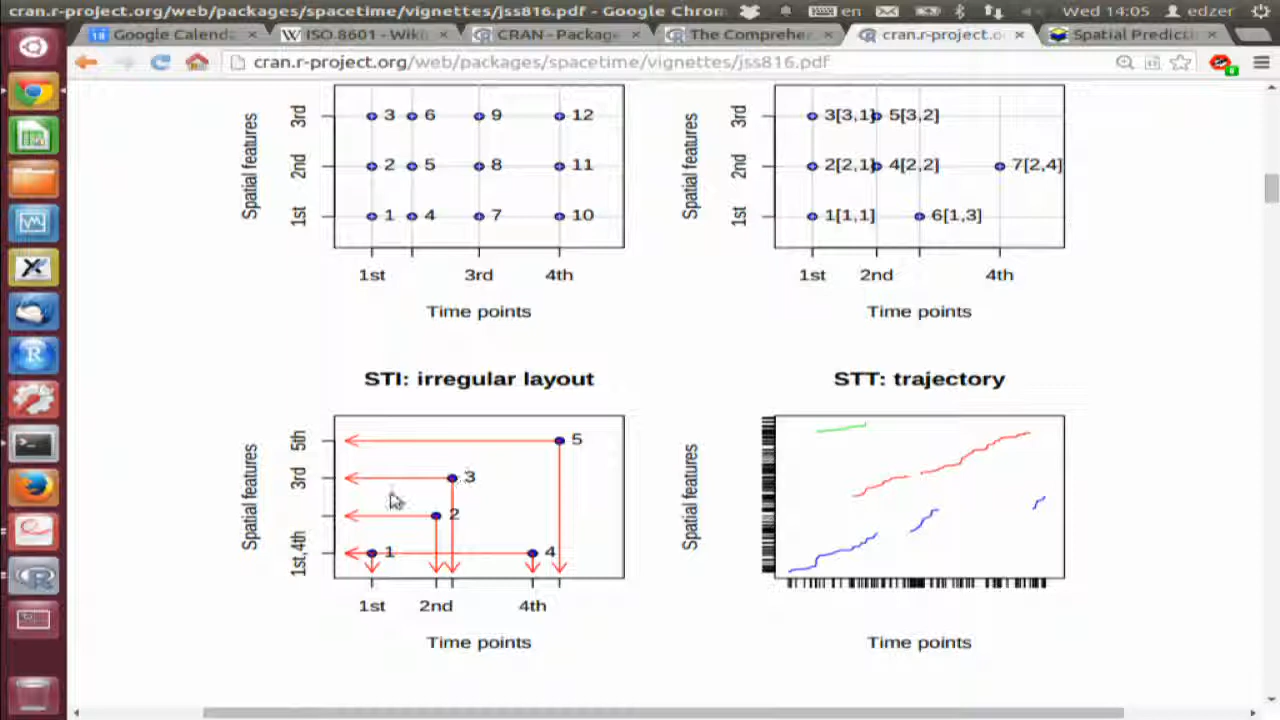 cran.r-project.org/web/packages/spacetime/vignettes/jss816.pdf - Google Chrom
en
Wed 14:05
edzer
Google Calenda
ISO 8601 - Wiki
CRAN - Package
The Comprehen
cran.r-project.o
Spatial Predicti
cran.r-project.org/web/packages/spacetime/vignettes/jss816.pdf
Spatial features
3rd
2nd
1st
3 6 9 12
2 5 8 11
1 4 7 10
1st 3rd 4th
Time points
Spatial features
3rd
2nd
1st
3[3,1] 5[3,2]
2[2,1] 4[2,2] 7[2,4]
1[1,1] 6[1,3]
1st 2nd 4th
Time points
STI: irregular layout
Spatial features
5th
3rd
1st, 4th
5
3
2
1 4
1st 2nd 4th
Time points
STT: trajectory
Spatial features
Time points